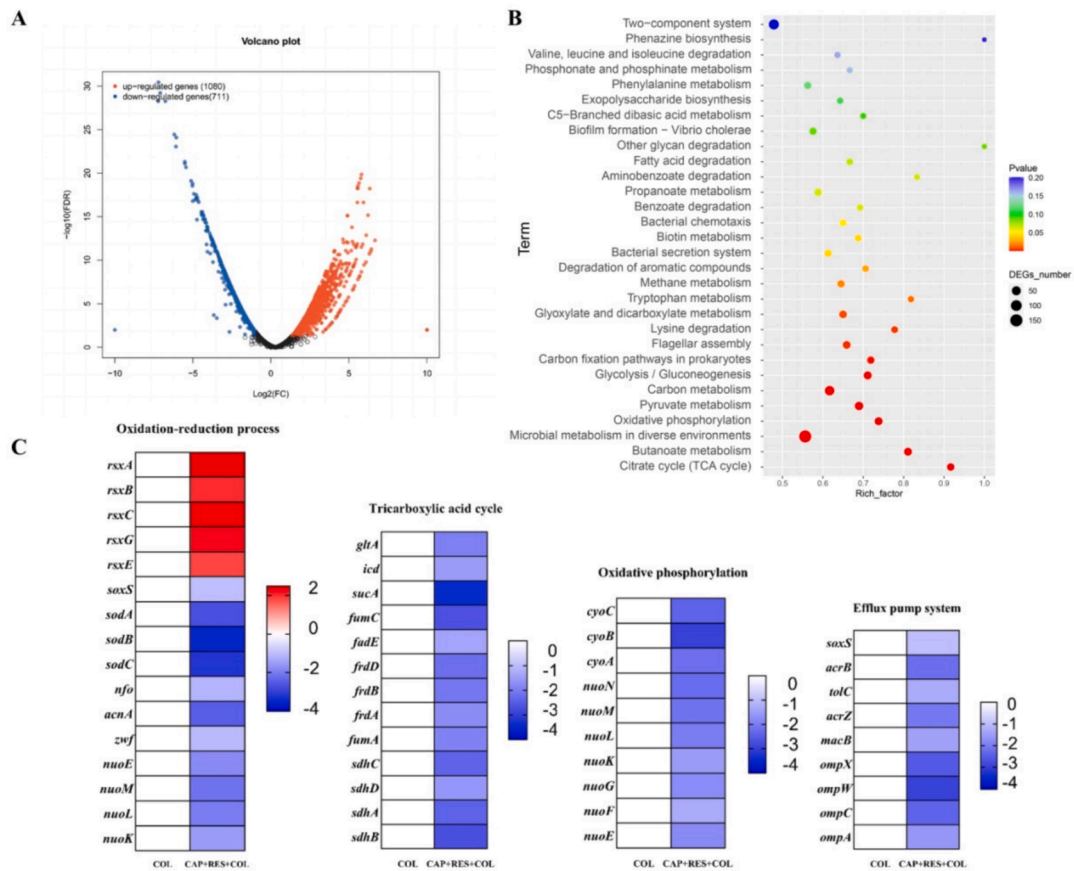 A
Volcano plot
up-regulated genes (1080)
down-regulated genes(711)
−log10(FDR)
30
25
20
15
10
5
0
−10
−5
0
5
10
Log2(FC)
B
Term
Two−component system
Phenazine biosynthesis
Valine, leucine and isoleucine degradation
Phosphonate and phosphinate metabolism
Phenylalanine metabolism
Exopolysaccharide biosynthesis
C5−Branched dibasic acid metabolism
Biofilm formation − Vibrio cholerae
Other glycan degradation
Fatty acid degradation
Aminobenzoate degradation
Propanoate metabolism
Benzoate degradation
Bacterial chemotaxis
Biotin metabolism
Bacterial secretion system
Degradation of aromatic compounds
Methane metabolism
Tryptophan metabolism
Glyoxylate and dicarboxylate metabolism
Lysine degradation
Flagellar assembly
Carbon fixation pathways in prokaryotes
Glycolysis / Gluconeogenesis
Carbon metabolism
Pyruvate metabolism
Oxidative phosphorylation
Microbial metabolism in diverse environments
Butanoate metabolism
Citrate cycle (TCA cycle)
0.5
0.6
0.7
0.8
0.9
1.0
Rich_factor
Pvalue
0.20
0.15
0.10
0.05
DEGs_number
50
100
150
C
Oxidation-reduction process
rsxA
rsxB
rsxC
rsxG
rsxE
soxS
sodA
sodB
sodC
nfo
acnA
zwf
nuoE
nuoM
nuoL
nuoK
COL
CAP+RES+COL
2
0
-2
-4
Tricarboxylic acid cycle
gltA
icd
sucA
fumC
fadE
frdD
frdB
frdA
fumA
sdhC
sdhD
sdhA
sdhB
COL
CAP+RES+COL
0
-1
-2
-3
-4
Oxidative phosphorylation
cyoC
cyoB
cyoA
nuoN
nuoM
nuoL
nuoK
nuoG
nuoF
nuoE
COL
CAP+RES+COL
0
-1
-2
-3
-4
Efflux pump system
soxS
acrB
tolC
acrZ
macB
ompX
ompW
ompC
ompA
COL
CAP+RES+COL
0
-1
-2
-3
-4